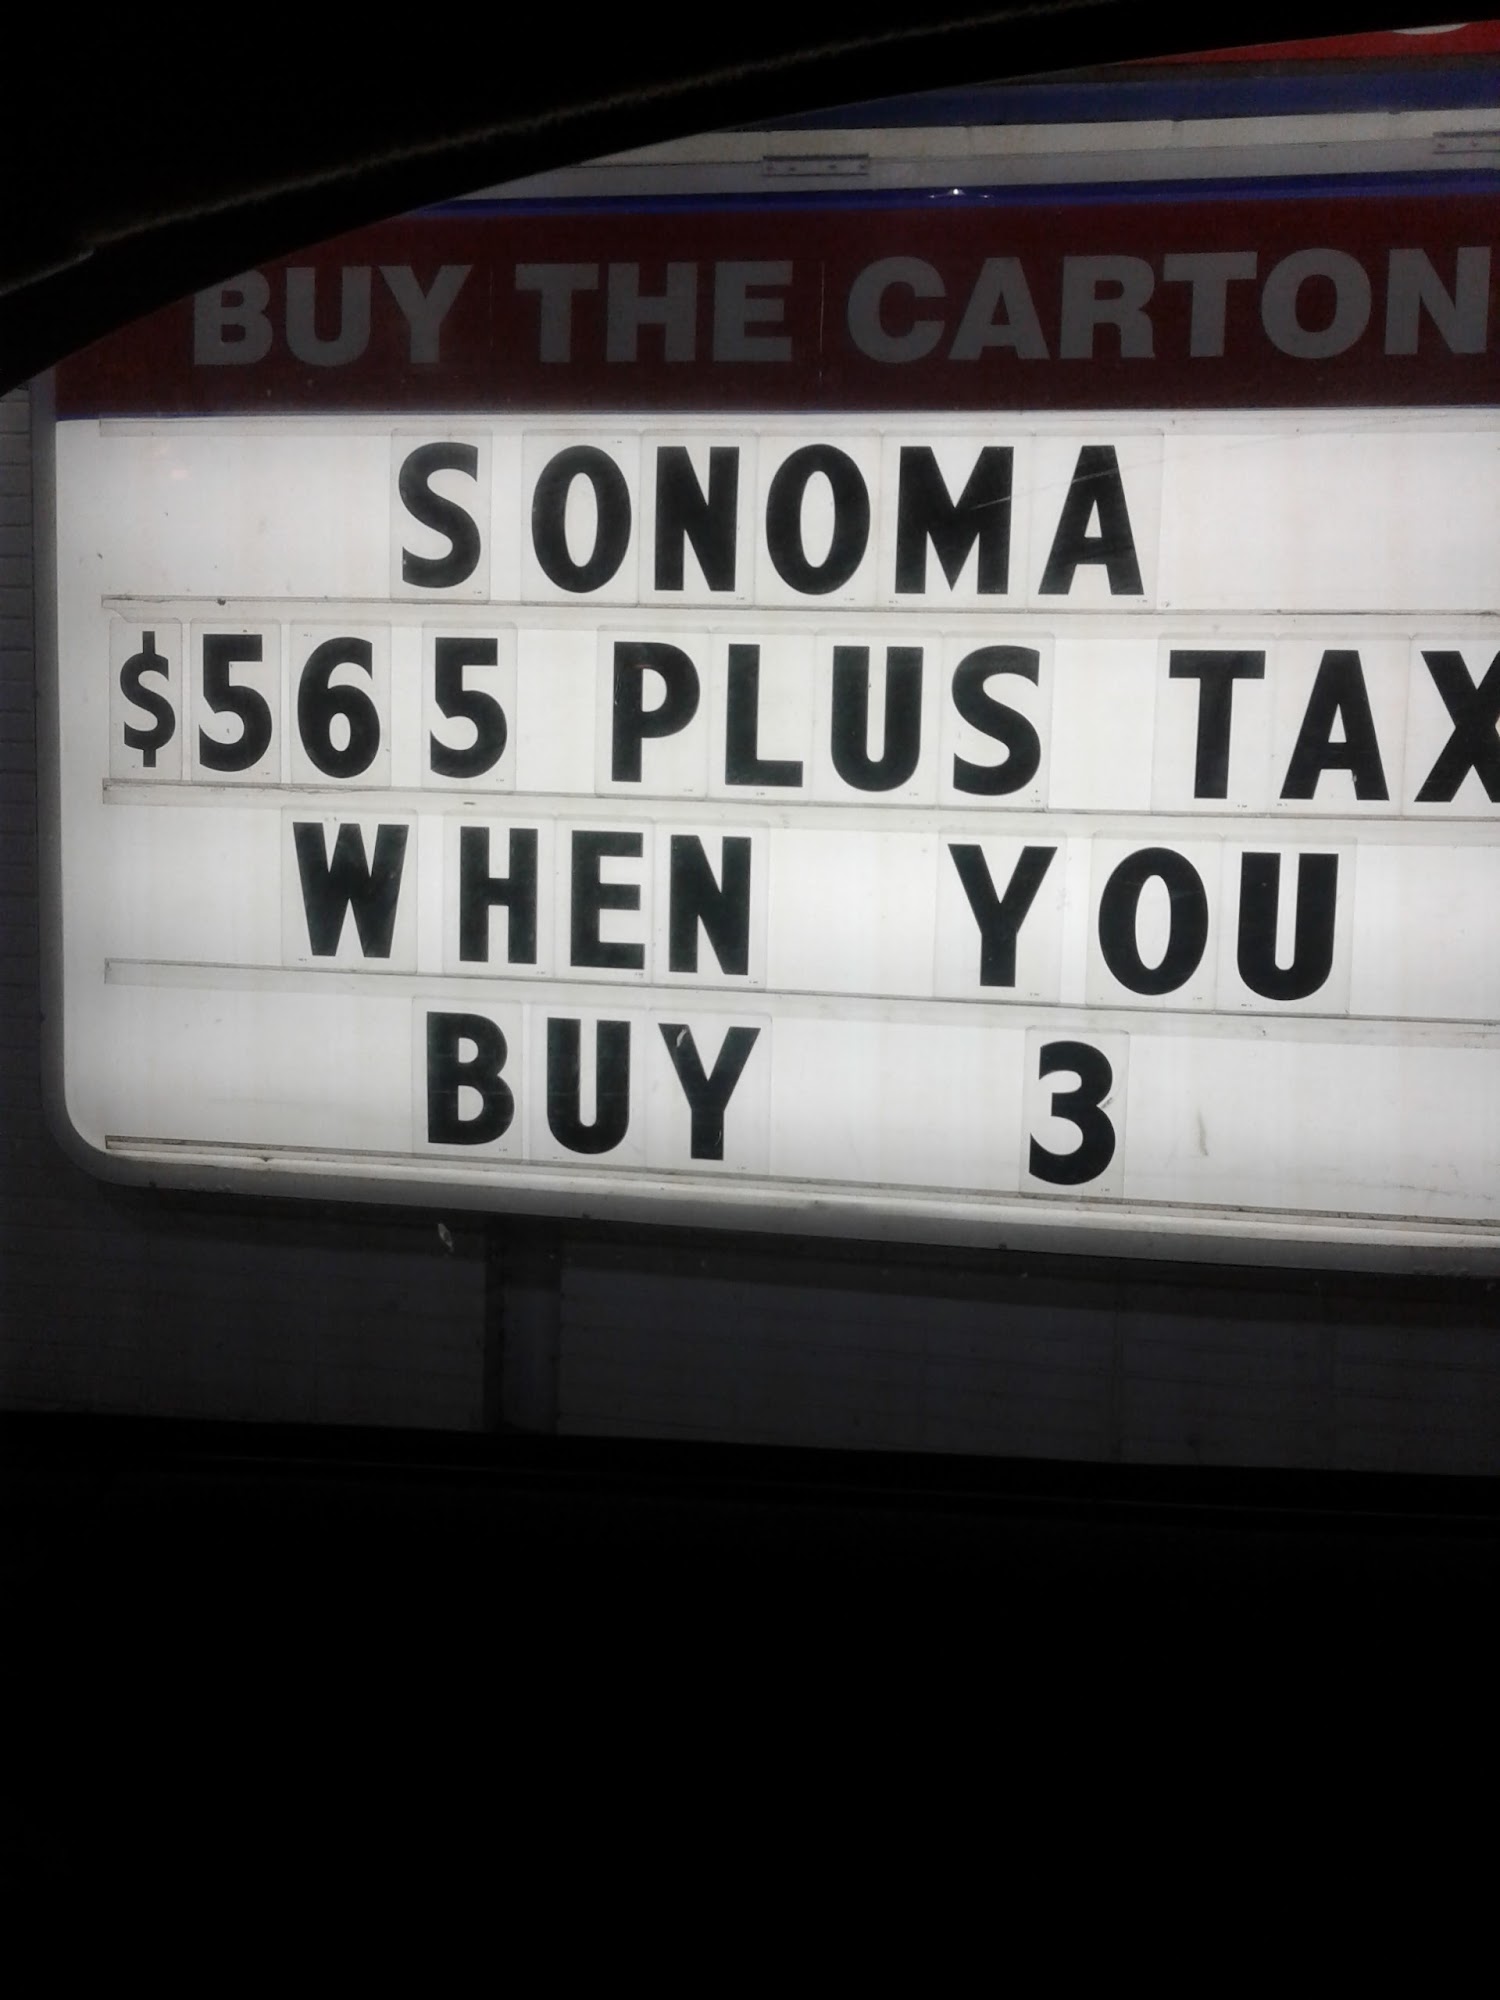 BUY THE CARTON
SONOMA
$565 PLUS TAX
WHEN YOU
BUY 3